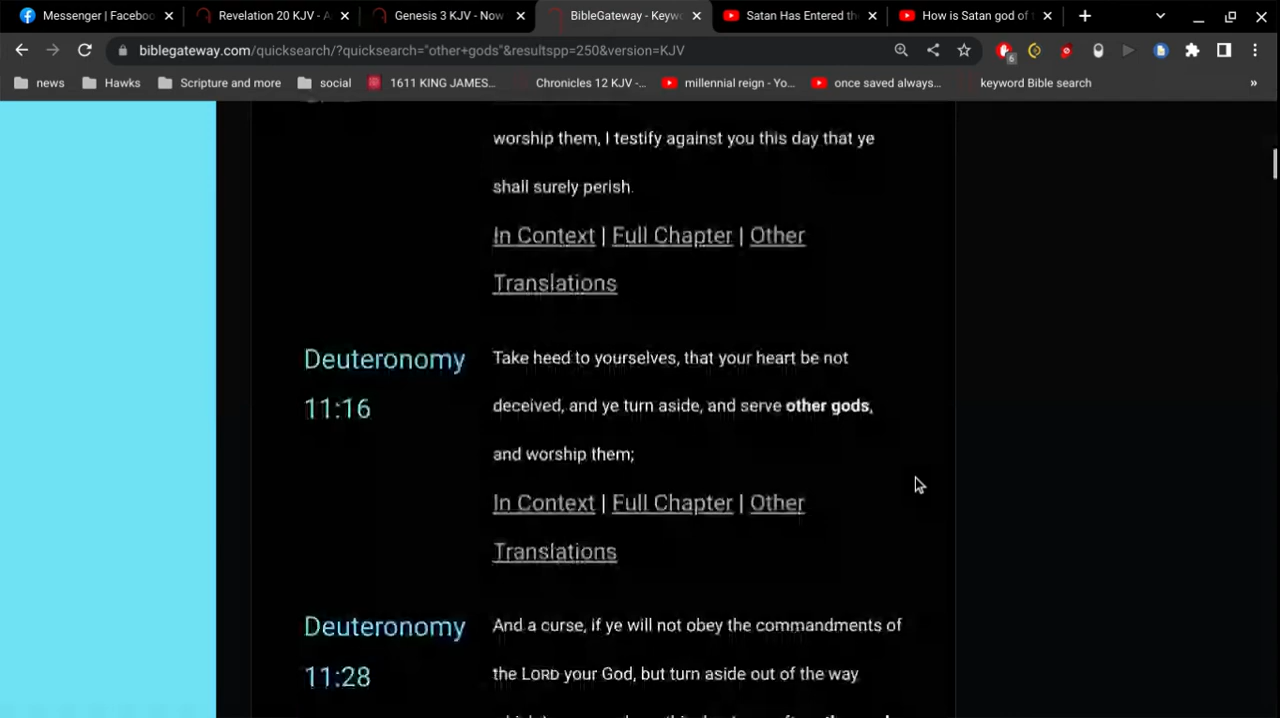 Messenger | Faceboo
Revelation 20 KJV - A
Genesis 3 KJV - Now
BibleGateway - Keyw
Satan Has Entered th
How is Satan god of
biblegateway.com/quicksearch/?quicksearch="other+gods"&resultspp=250&version=KJV
6
news
Hawks
Scripture and more
social
1611 KING JAMES...
Chronicles 12 KJV -...
millennial reign - Yo...
once saved always...
keyword Bible search
»
worship them, I testify against you this day that ye
shall surely perish.
In Context | Full Chapter | Other
Translations
Deuteronomy
11:16
Take heed to yourselves, that your heart be not
deceived, and ye turn aside, and serve other gods,
and worship them;
In Context | Full Chapter | Other
Translations
Deuteronomy
11:28
And a curse, if ye will not obey the commandments of
the LORD your God, but turn aside out of the way